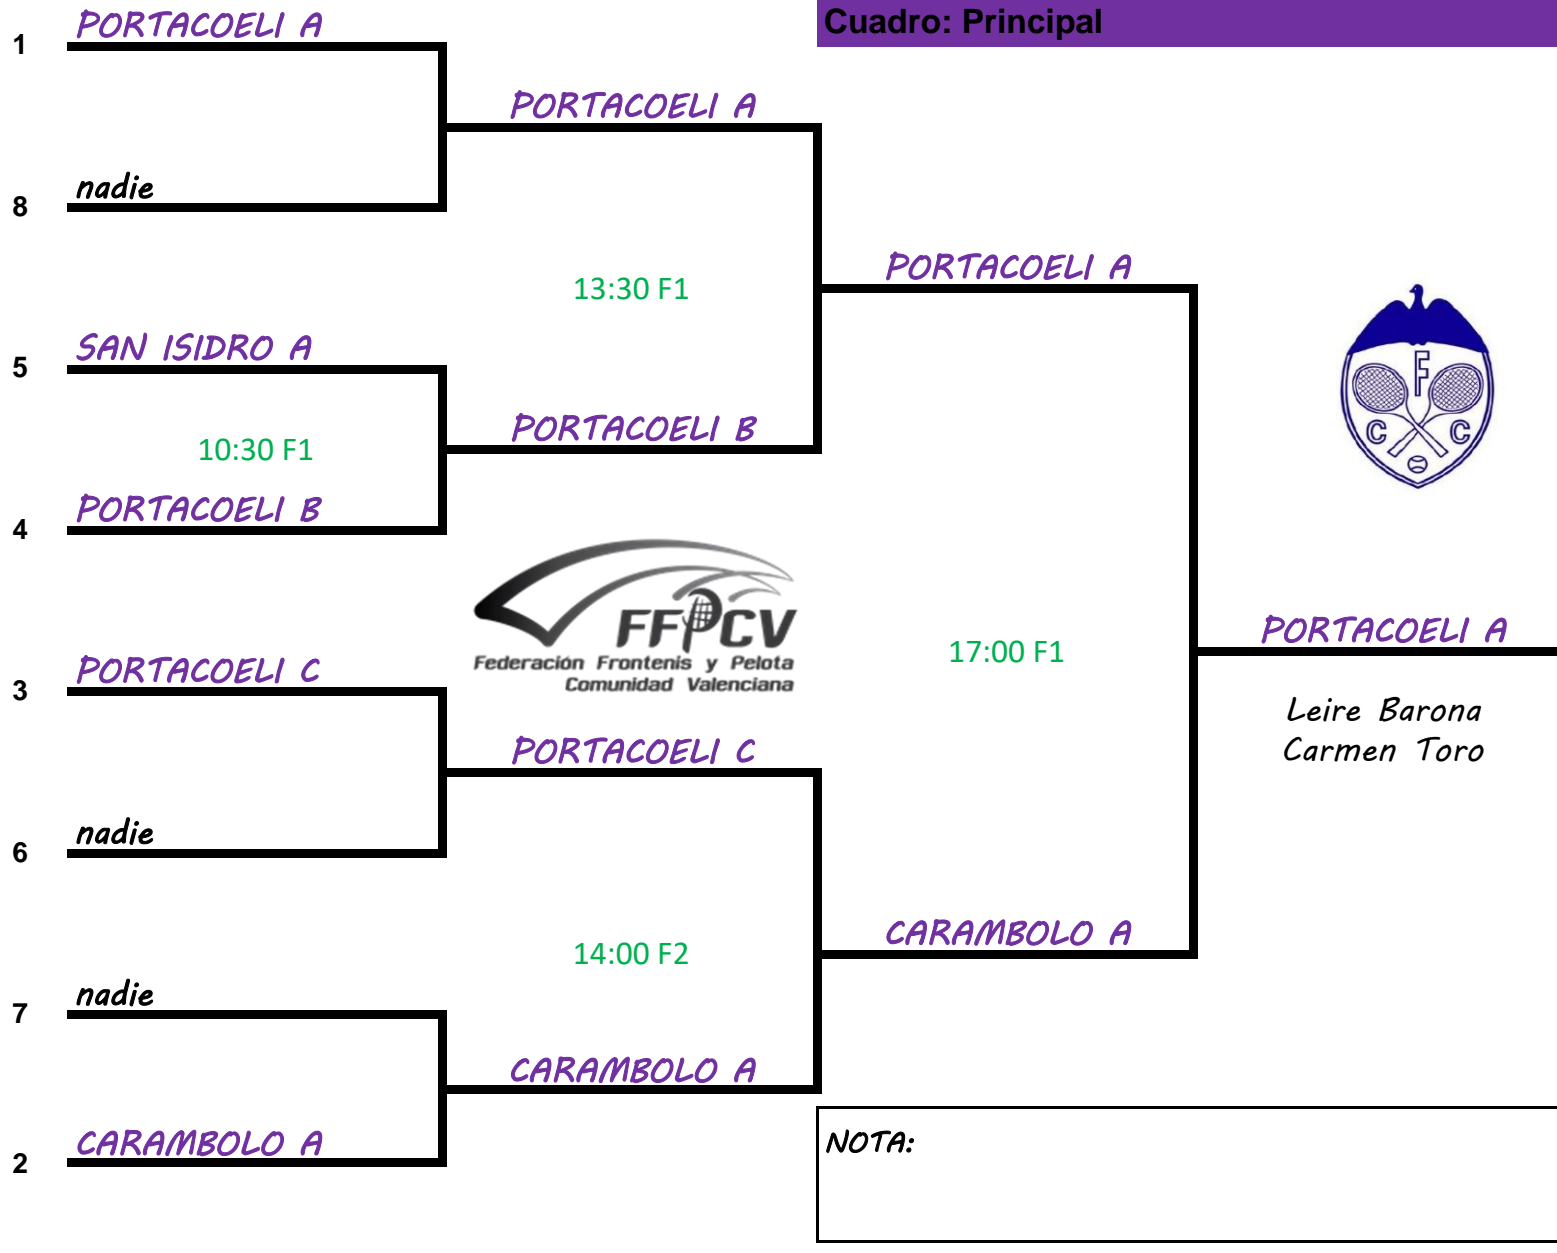 Cuadro: Principal
1
PORTACOELI A
PORTACOELI A
8
nadie
13:30 F1
PORTACOELI A
5
SAN ISIDRO A
10:30 F1
PORTACOELI B
4
PORTACOELI B
F
C C
FFPCV
Federación Frontenis y Pelota
Comunidad Valenciana
17:00 F1
PORTACOELI A
Leire Barona
Carmen Toro
3
PORTACOELI C
PORTACOELI C
6
nadie
14:00 F2
CARAMBOLO A
7
nadie
CARAMBOLO A
2
CARAMBOLO A
NOTA: